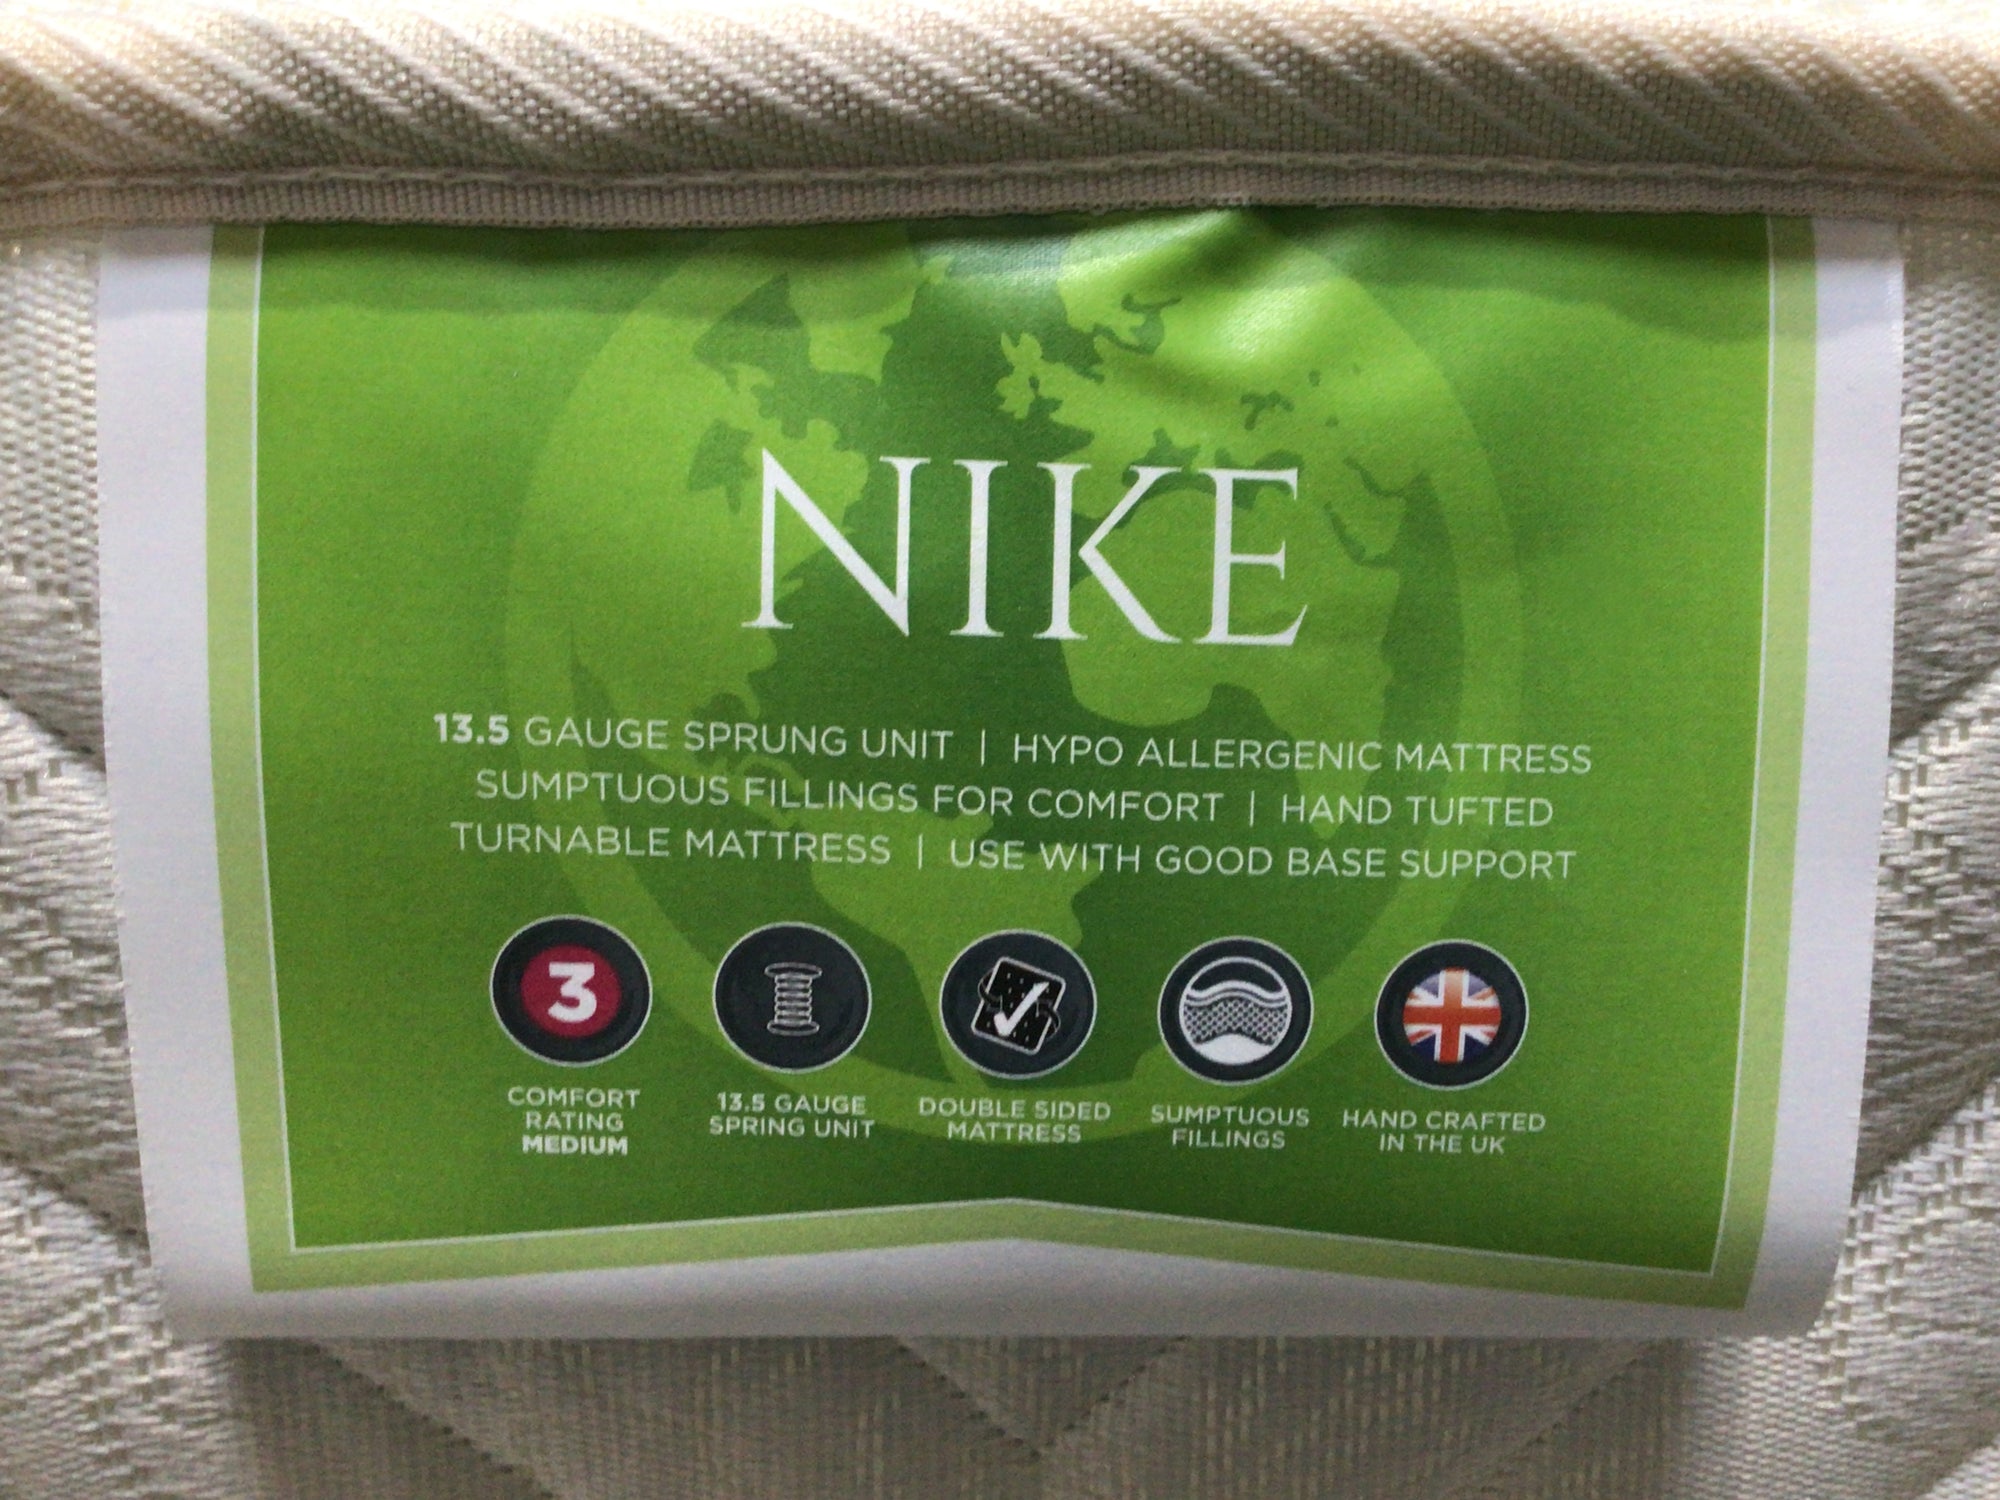 NIKE
13.5 GAUGE SPRUNG UNIT | HYPO ALLERGENIC MATTRESS
SUMPTUOUS FILLINGS FOR COMFORT | HAND TUFTED
TURNABLE MATTRESS | USE WITH GOOD BASE SUPPORT
3
COMFORT
RATING
MEDIUM
13.5 GAUGE
SPRING UNIT
DOUBLE SIDED
MATTRESS
SUMPTUOUS
FILLINGS
HAND CRAFTED
IN THE UK